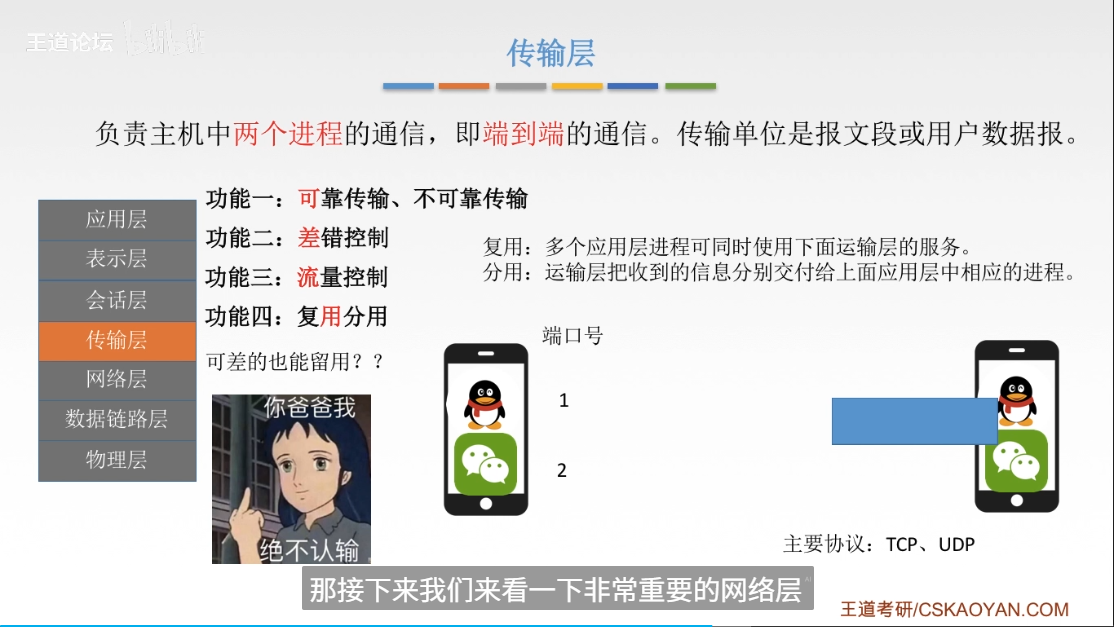 王道论坛
传输层
负责主机中两个进程的通信，即端到端的通信。传输单位是报文段或用户数据报。
应用层
表示层
会话层
传输层
网络层
数据链路层
物理层
功能一：可靠传输、不可靠传输
功能二：差错控制
功能三：流量控制
功能四：复用分用
可差的也能留用？？
复用：多个应用层进程可同时使用下面运输层的服务。
分用：运输层把收到的信息分别交付给上面应用层中相应的进程。
端口号
1
2
你爸爸我
绝不认输
主要协议：TCP、UDP
那接下来我们来看一下非常重要的网络层
王道考研/CSKAOYAN.COM